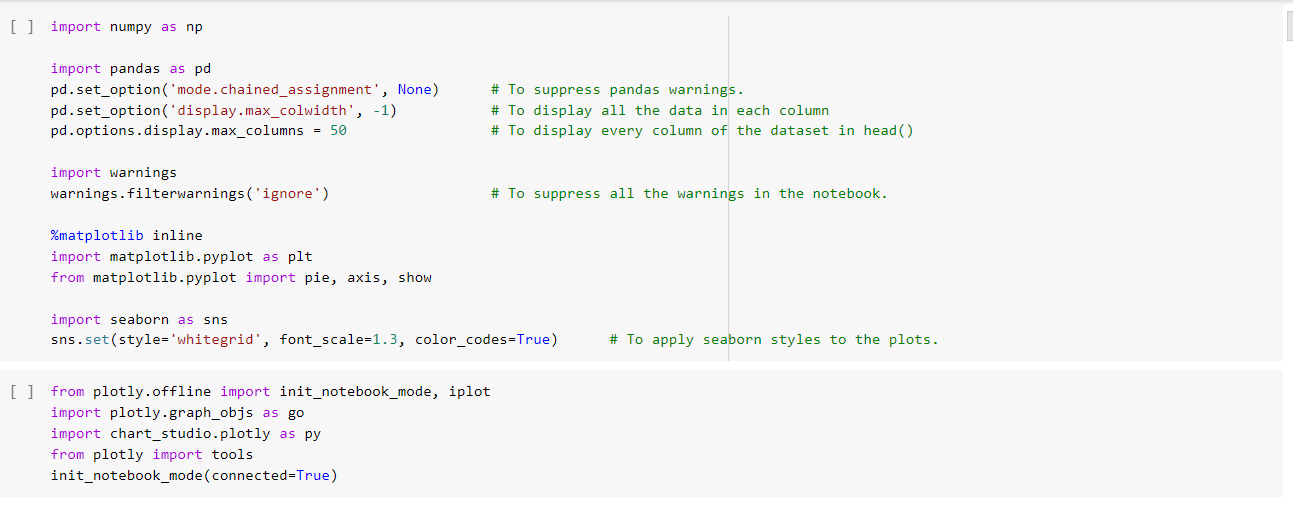 [ ] import numpy as np
import pandas as pd
pd.set_option('mode.chained_assignment', None)      # To suppress pandas warnings.
pd.set_option('display.max_colwidth', -1)           # To display all the data in each column
pd.options.display.max_columns = 50                 # To display every column of the dataset in head()
import warnings
warnings.filterwarnings('ignore')                   # To suppress all the warnings in the notebook.
%matplotlib inline
import matplotlib.pyplot as plt
from matplotlib.pyplot import pie, axis, show
import seaborn as sns
sns.set(style='whitegrid', font_scale=1.3, color_codes=True)      # To apply seaborn styles to the plots.
[ ] from plotly.offline import init_notebook_mode, iplot
import plotly.graph_objs as go
import chart_studio.plotly as py
from plotly import tools
init_notebook_mode(connected=True)